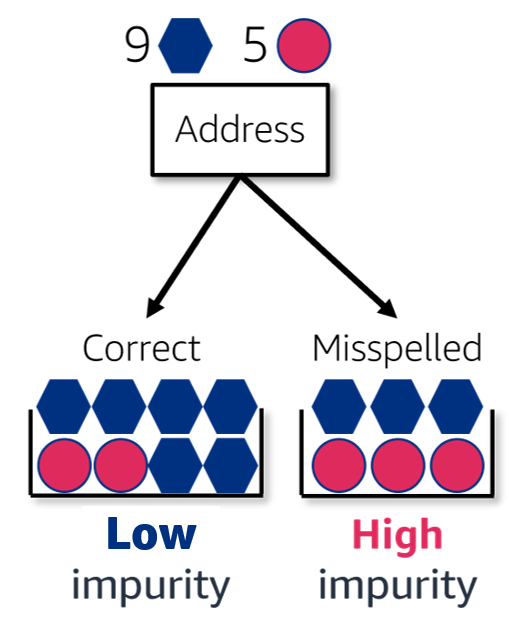 9 5
Address
Correct Misspelled
Low High
impurity impurity